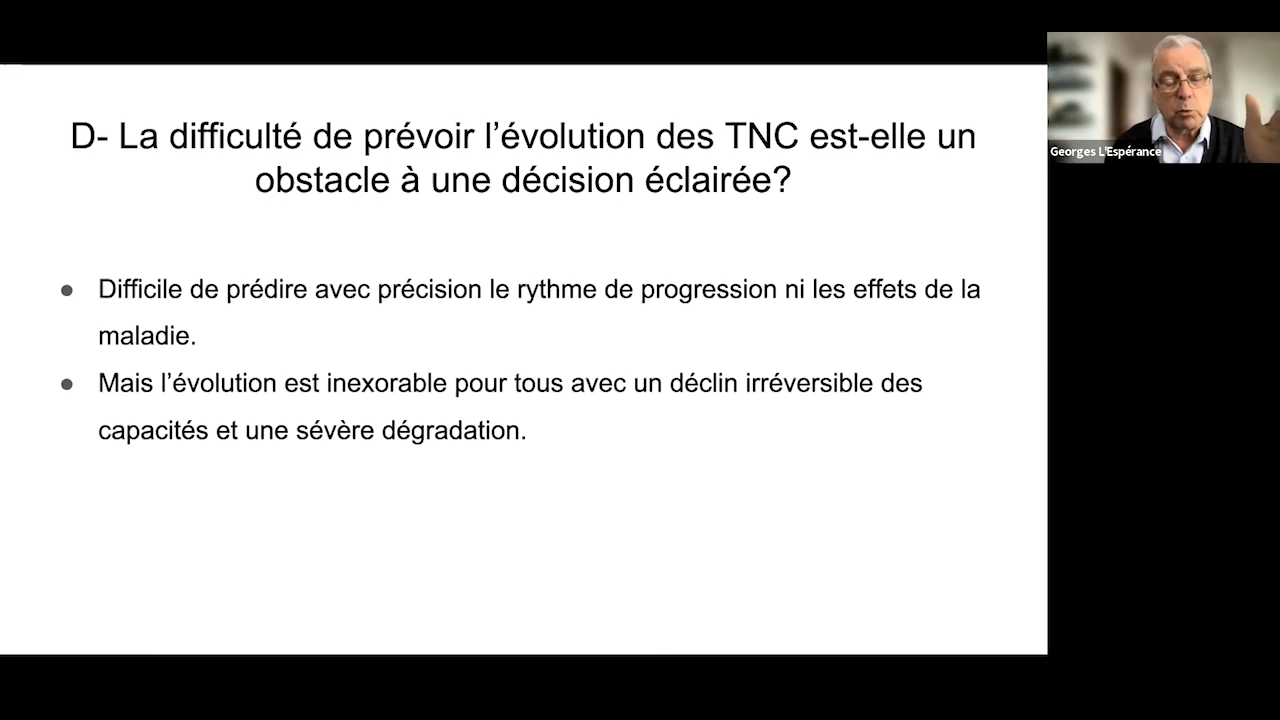 D- La difficulté de prévoir l’évolution des TNC est-elle un
obstacle à une décision éclairée?
● Difficile de prédire avec précision le rythme de progression ni les effets de la
maladie.
● Mais l’évolution est inexorable pour tous avec un déclin irréversible des
capacités et une sévère dégradation.
Georges L'Espérance